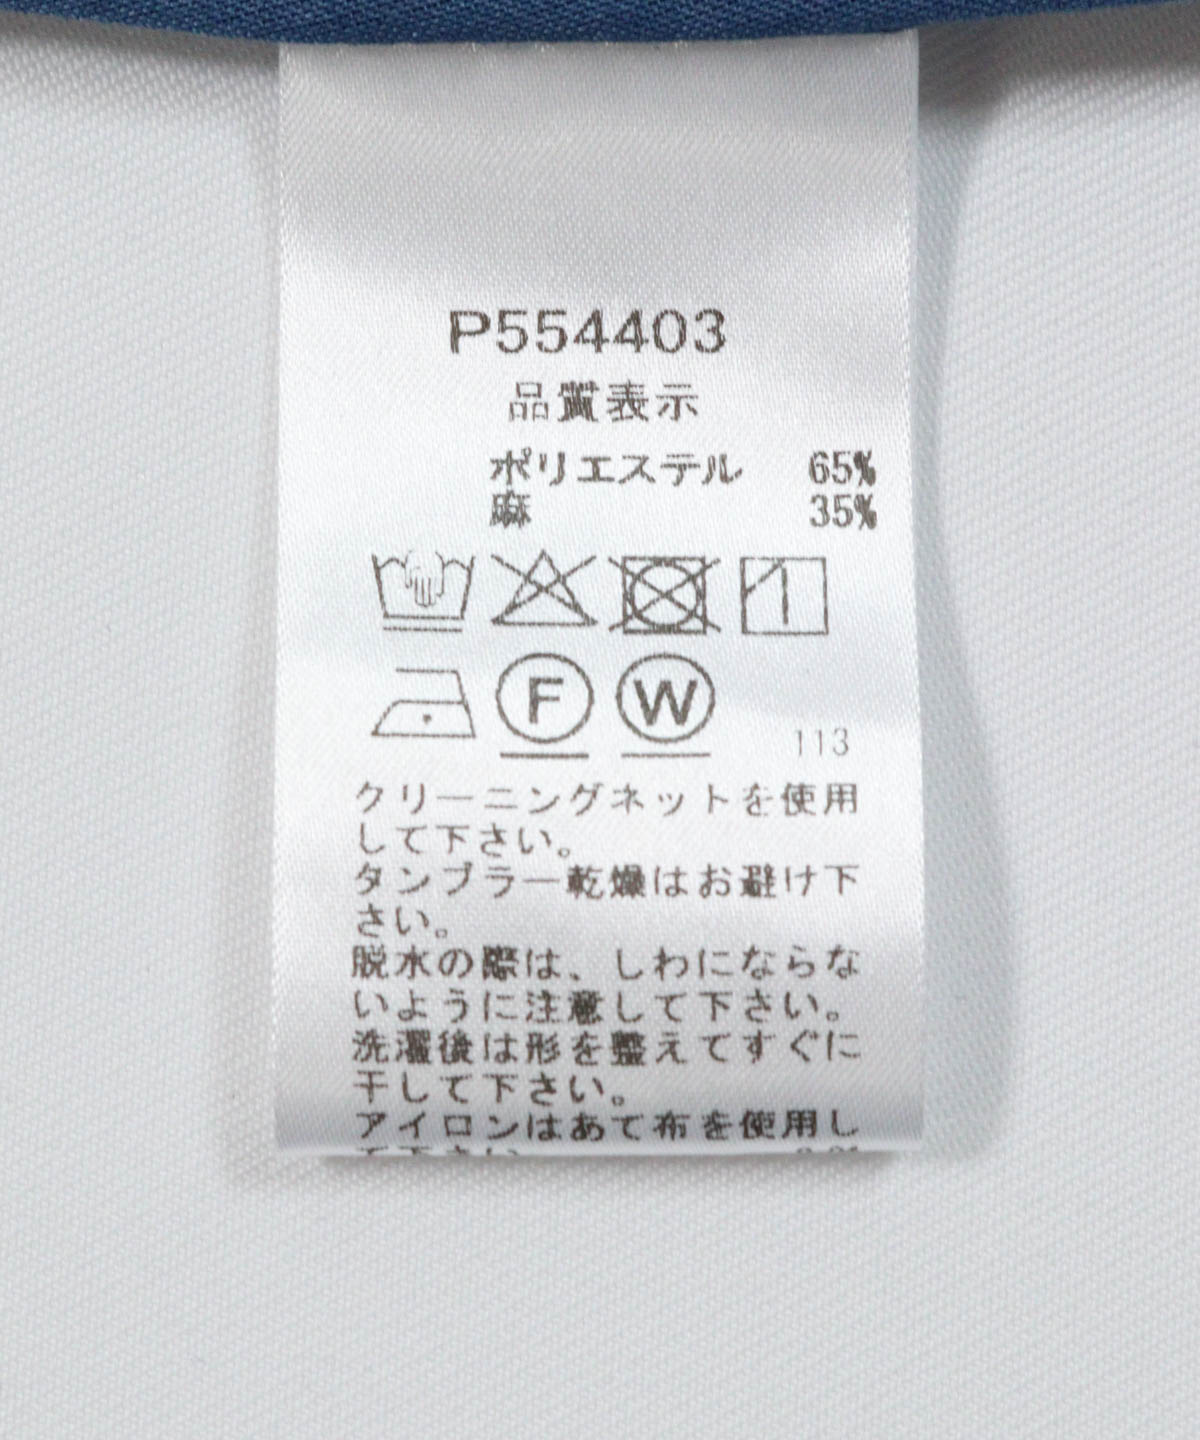 P554403
品質表示
ポリエステル 65%
麻 35%
1
F W
113
クリーニングネットを使用
して下さい。
タンブラー乾燥はお避け下
さい。
脱水の際は、しわにならな
いように注意して下さい。
洗濯後は形を整えてすぐに
干して下さい。
アイロンはあて布を使用し
て下さい